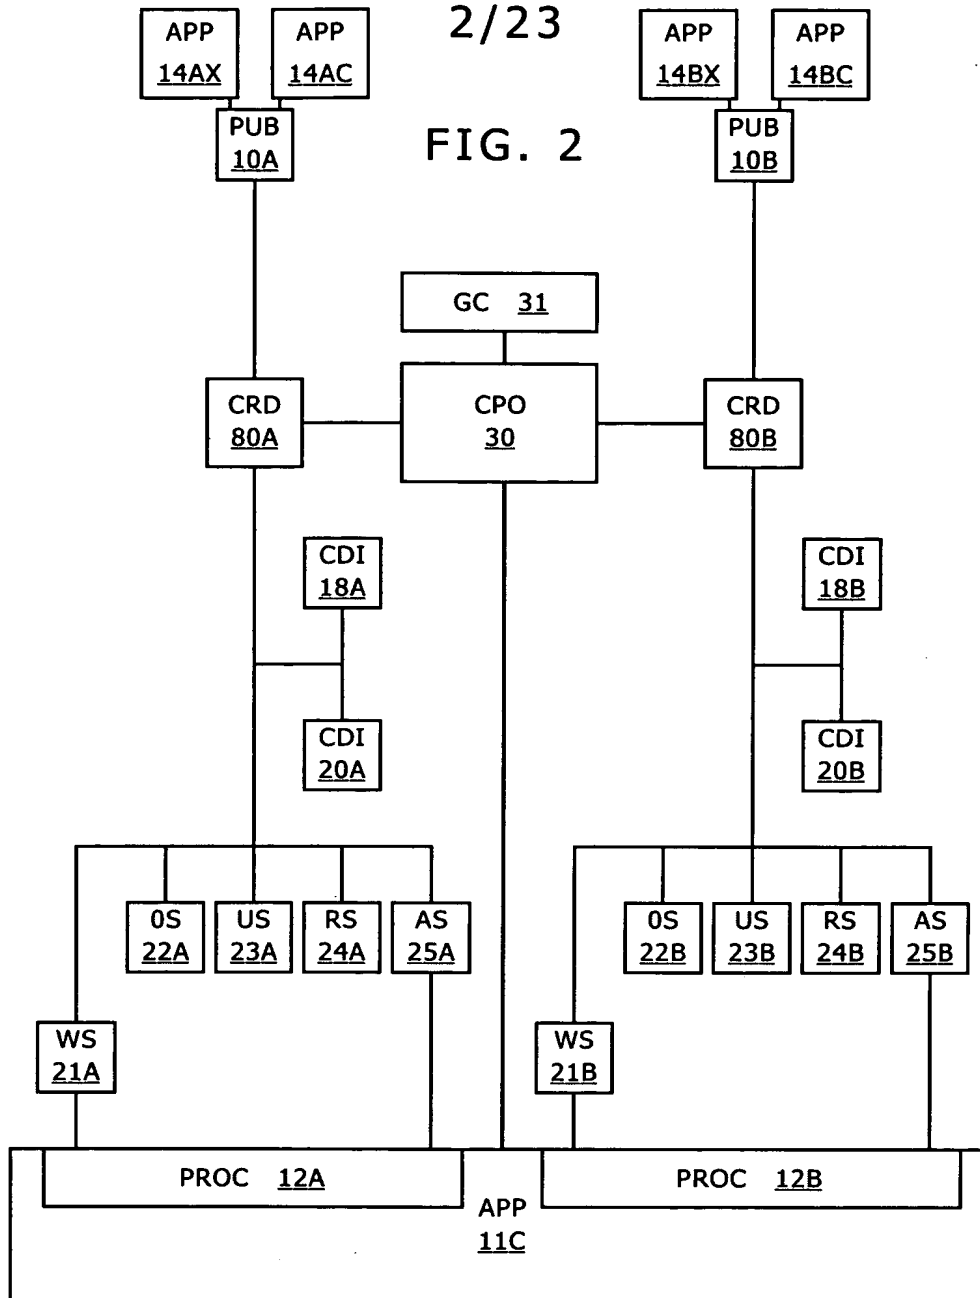 2/23
APP
14AX
APP
14AC
APP
14BX
APP
14BC
PUB
10A
FIG. 2
PUB
10B
GC 31
CRD
80A
CPO
30
CRD
80B
CDI
18A
CDI
18B
CDI
20A
CDI
20B
0S
22A
US
23A
RS
24A
AS
25A
0S
22B
US
23B
RS
24B
AS
25B
WS
21A
WS
21B
PROC 12A
PROC 12B
APP
11C